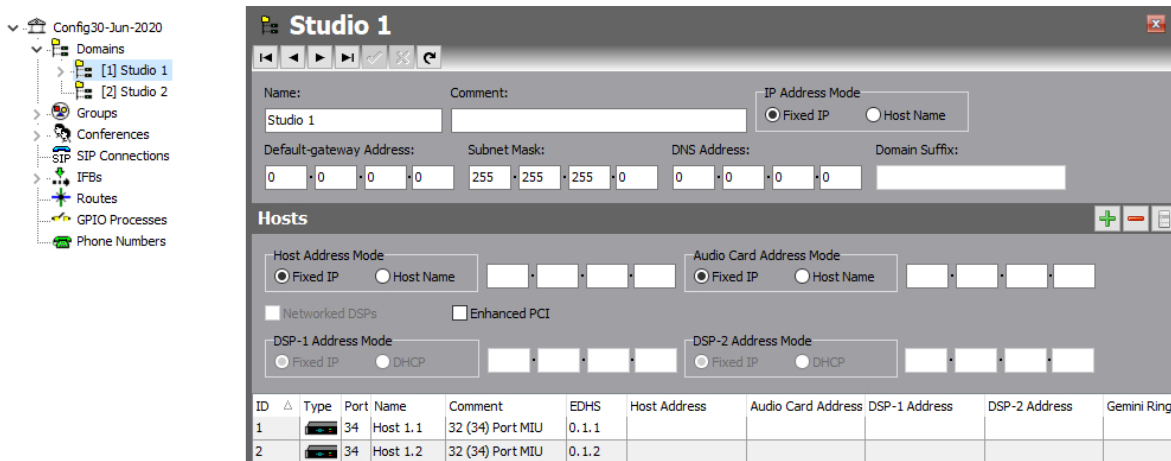 Config30-Jun-2020
Domains
[1] Studio 1
[2] Studio 2
Groups
Conferences
SIP SIP Connections
IFBs
Routes
GPIO Processes
Phone Numbers
Studio 1
Name: Comment: IP Address Mode
Studio 1 Fixed IP Host Name
Default-gateway Address: Subnet Mask: DNS Address: Domain Suffix:
0 . 0 . 0 . 0 255 . 255 . 255 . 0 0 . 0 . 0 . 0
Hosts
Host Address Mode Audio Card Address Mode
Fixed IP Host Name . . . Fixed IP Host Name . . .
Networked DSPs Enhanced PCI
DSP-1 Address Mode DSP-2 Address Mode
Fixed IP DHCP . . . Fixed IP DHCP . . .
ID Type Port Name Comment EDHS Host Address Audio Card Address DSP-1 Address DSP-2 Address Gemini Ring
1 34 Host 1.1 32 (34) Port MIU 0.1.1
2 34 Host 1.2 32 (34) Port MIU 0.1.2